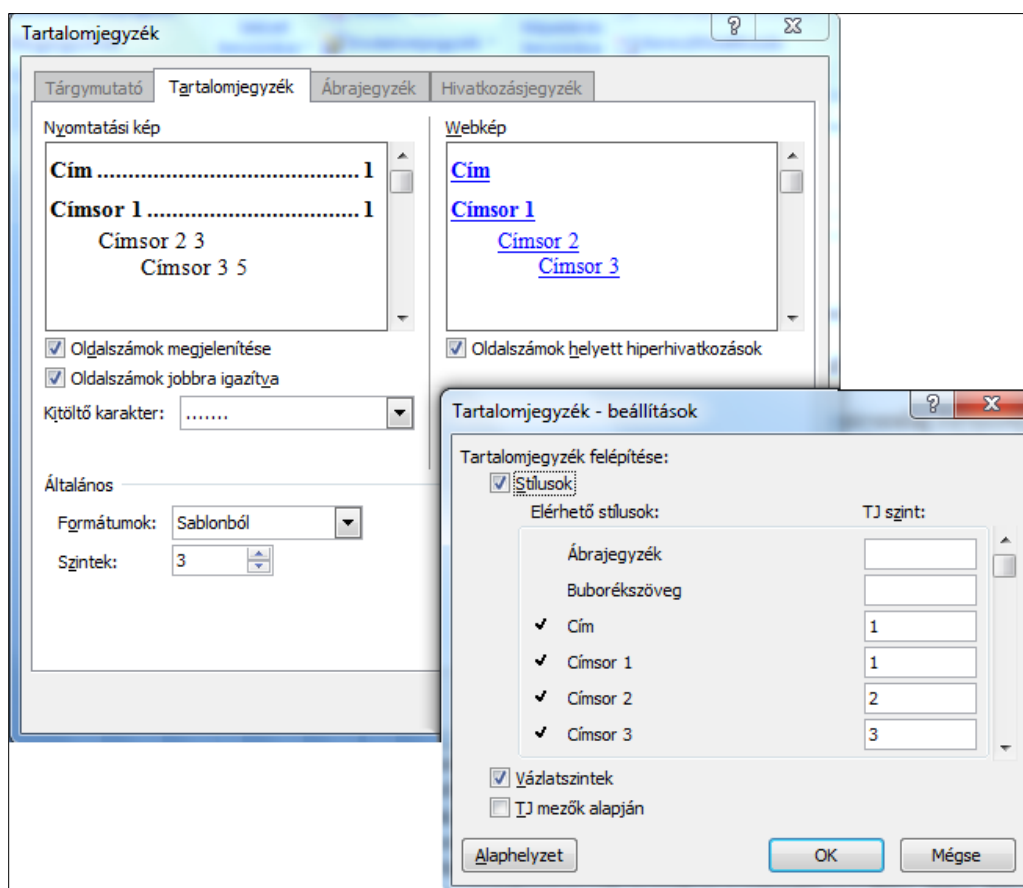 Tartalomjegyzék
Tárgymutató Tartalomjegyzék Ábrajegyzék Hivatkozásjegyzék
Nyomtatási kép
Cím ........................................... 1
Címsor 1 ................................... 1
Címsor 2 3
Címsor 3 5
Webkép
Cím
Címsor 1
Címsor 2
Címsor 3
Oldalszámok megjelenítése
Oldalszámok jobbra igazítva
Kitöltő karakter: .......
Oldalszámok helyett hiperhivatkozások
Általános
Formátumok: Sablonból
Szintek: 3
Tartalomjegyzék - beállítások
Tartalomjegyzék felépítése:
Stílusok
Elérhető stílusok: TJ szint:
Ábrajegyzék
Buborékszöveg
Cím 1
Címsor 1 1
Címsor 2 2
Címsor 3 3
Vázlatszintek
TJ mezők alapján
Alaphelyzet OK Mégse